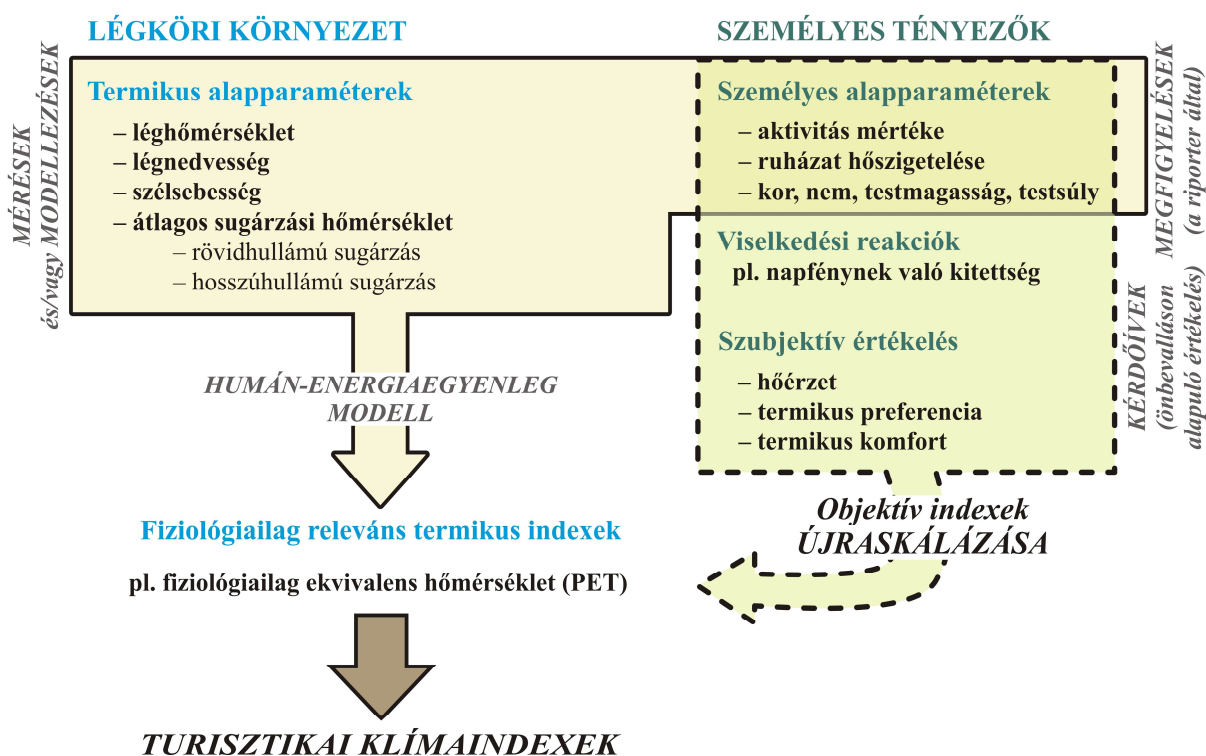 LÉGKÖRI KÖRNYEZET
SZEMÉLYES TÉNYEZŐK
MÉRÉSEK
és/vagy MODELLEZÉSEK
Termikus alapparaméterek
– léghőmérséklet
– légnedvesség
– szélsebesség
– átlagos sugárzási hőmérséklet
– rövidhullámú sugárzás
– hosszúhullámú sugárzás
Személyes alapparaméterek
– aktivitás mértéke
– ruházat hőszigetelése
– kor, nem, testmagasság, testsúly
Viselkedési reakciók
pl. napfénynek való kitettség
Szubjektív értékelés
– hőérzet
– termikus preferencia
– termikus komfort
MEGFIGYELÉSEK
(a riporter által)
KÉRDŐÍVEK
(önbevalláson
alapuló értékelés)
HUMÁN-ENERGIAEGYENLEG
MODELL
Objektív indexek
ÚJRASKÁLÁZÁSA
Fiziológiailag releváns termikus indexek
pl. fiziológiailag ekvivalens hőmérséklet (PET)
TURISZTIKAI KLÍMAINDEXEK